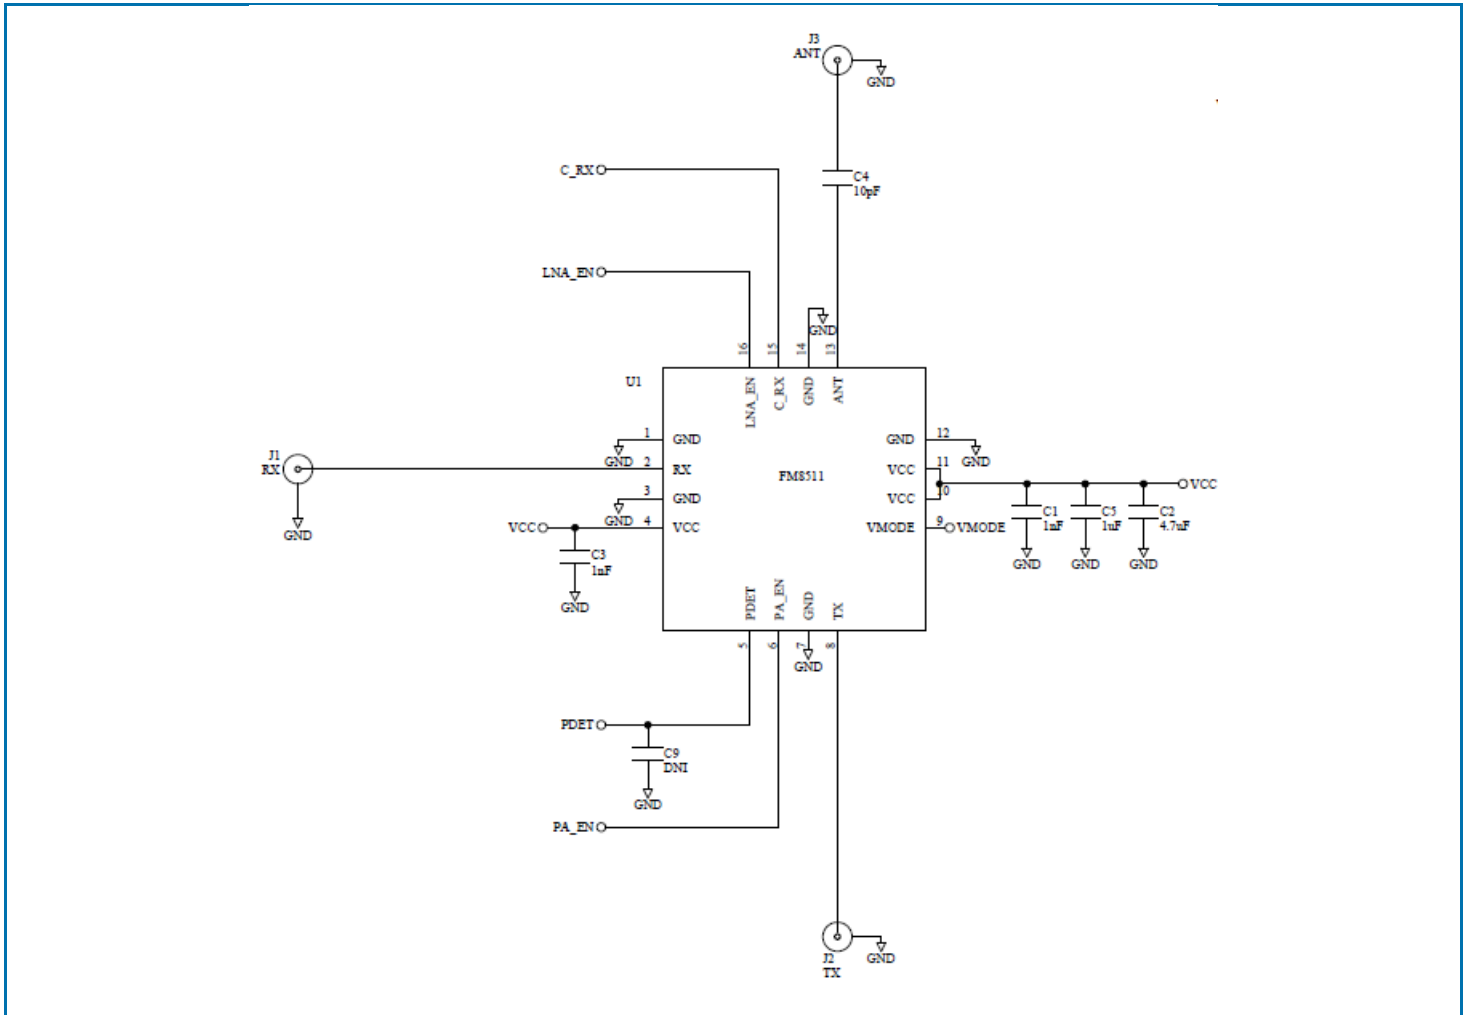 J3
ANT
GND
C_RX
C4
10pF
LNA_EN
GND
16
15
14
13
U1
LNA_EN
C_RX
GND
ANT
1
GND
GND
12
GND
GND
J1
RX
2
RX
FM8511
VCC
11
GND
3
GND
GND
VCC
10
VCC
C1
1nF
C5
1uF
C2
4.7uF
VCC
4
VCC
VMODE
9
VMODE
GND
C3
1nF
GND
GND
GND
GND
PDET
PA_EN
GND
TX
5
6
7
8
GND
PDET
C9
DNI
GND
PA_EN
J2
TX
GND